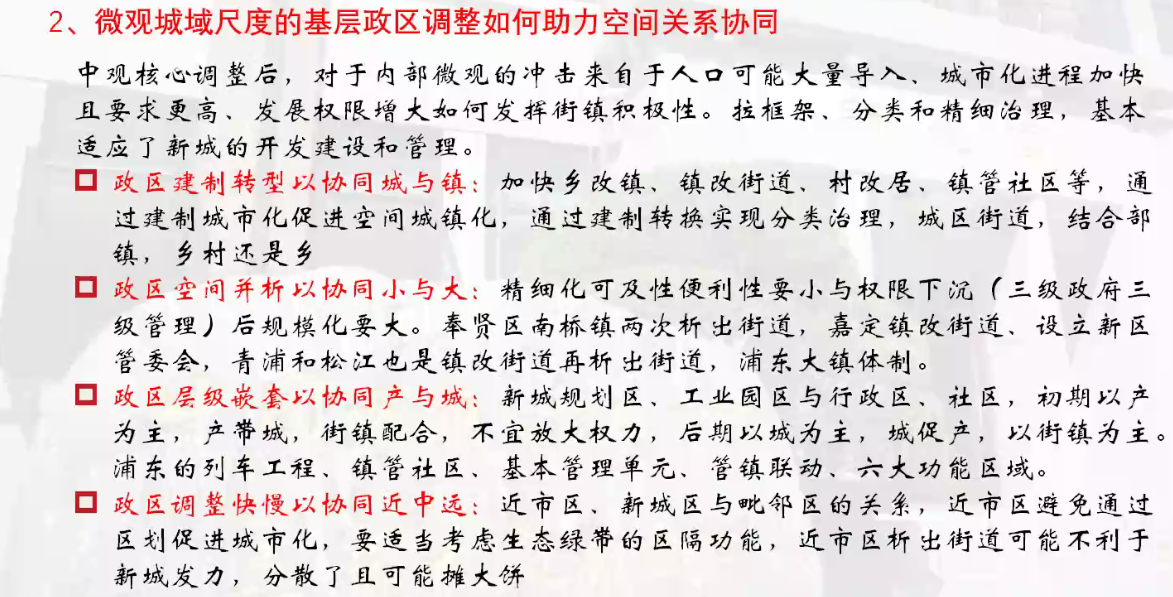 2、微观城域尺度的基层政区调整如何助力空间关系协同
中观核心调整后，对于内部微观的冲击来自于人口可能大量导入、城市化进程加快
且要求更高、发展权限增大如何发挥街镇积极性。拉框架、分类和精细治理，基本
适应了新城的开发建设和管理。
政区建制转型以协同城与镇：加快乡改镇、镇改街道、村改居、镇管社区等，通
过建制城市化促进空间城镇化，通过建制转换实现分类治理，城区街道，结合部
镇，乡村还是乡
政区空间并析以协同小与大：精细化可及性便利性要小与权限下沉（三级政府三
级管理）后规模化要大。奉贤区南桥镇两次析出街道，嘉定镇改街道、设立新区
管委会，青浦和松江也是镇改街道再析出街道，浦东大镇体制。
政区层级嵌套以协同产与城：新城规划区、工业园区与行政区、社区，初期以产
为主，产带城，街镇配合，不宜放大权力，后期以城为主，城促产，以街镇为主。
浦东的列车工程、镇管社区、基本管理单元、管镇联动、六大功能区域。
政区调整快慢以协同近中远：近市区、新城区与毗邻区的关系，近市区避免通过
区划促进城市化，要适当考虑生态绿带的区隔功能，近市区析出街道可能不利于
新城发力，分散了且可能摊大饼